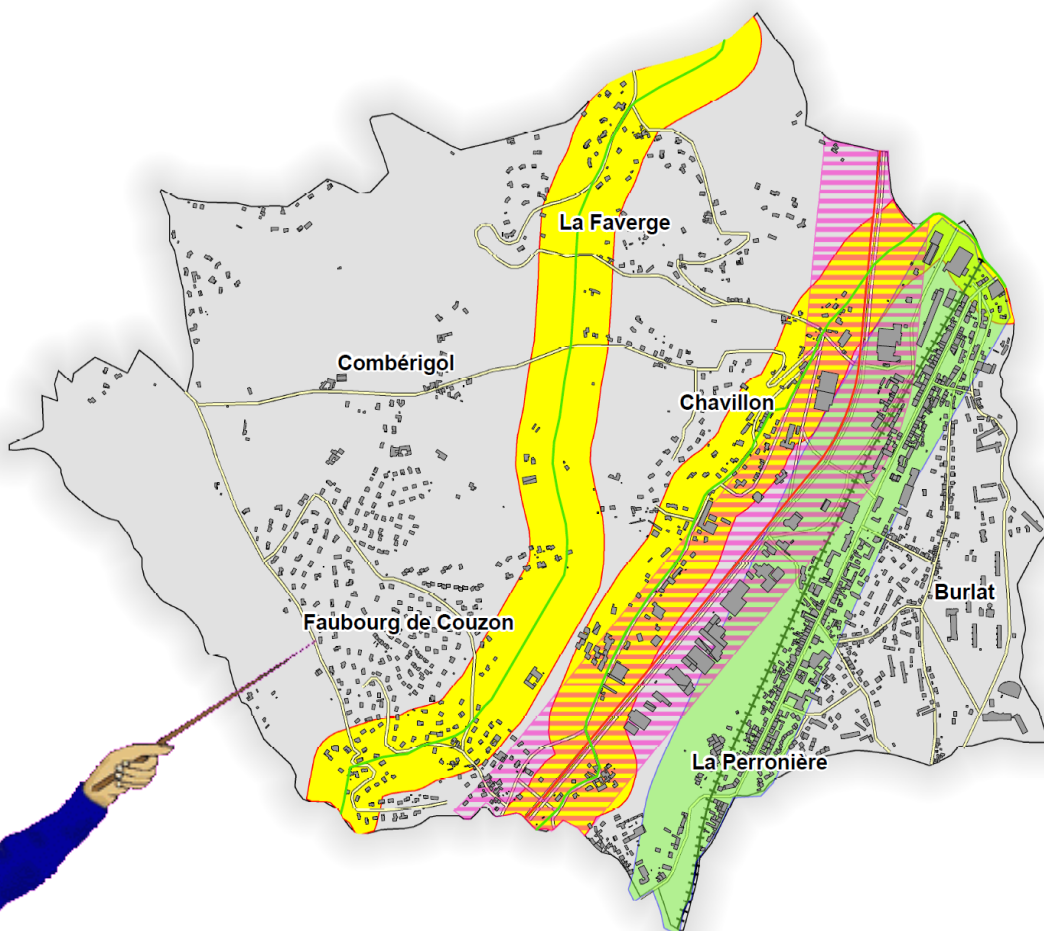 La Faverge
Combérigol
Chavillon
Burlat
Faubourg de Couzon
La Perronière